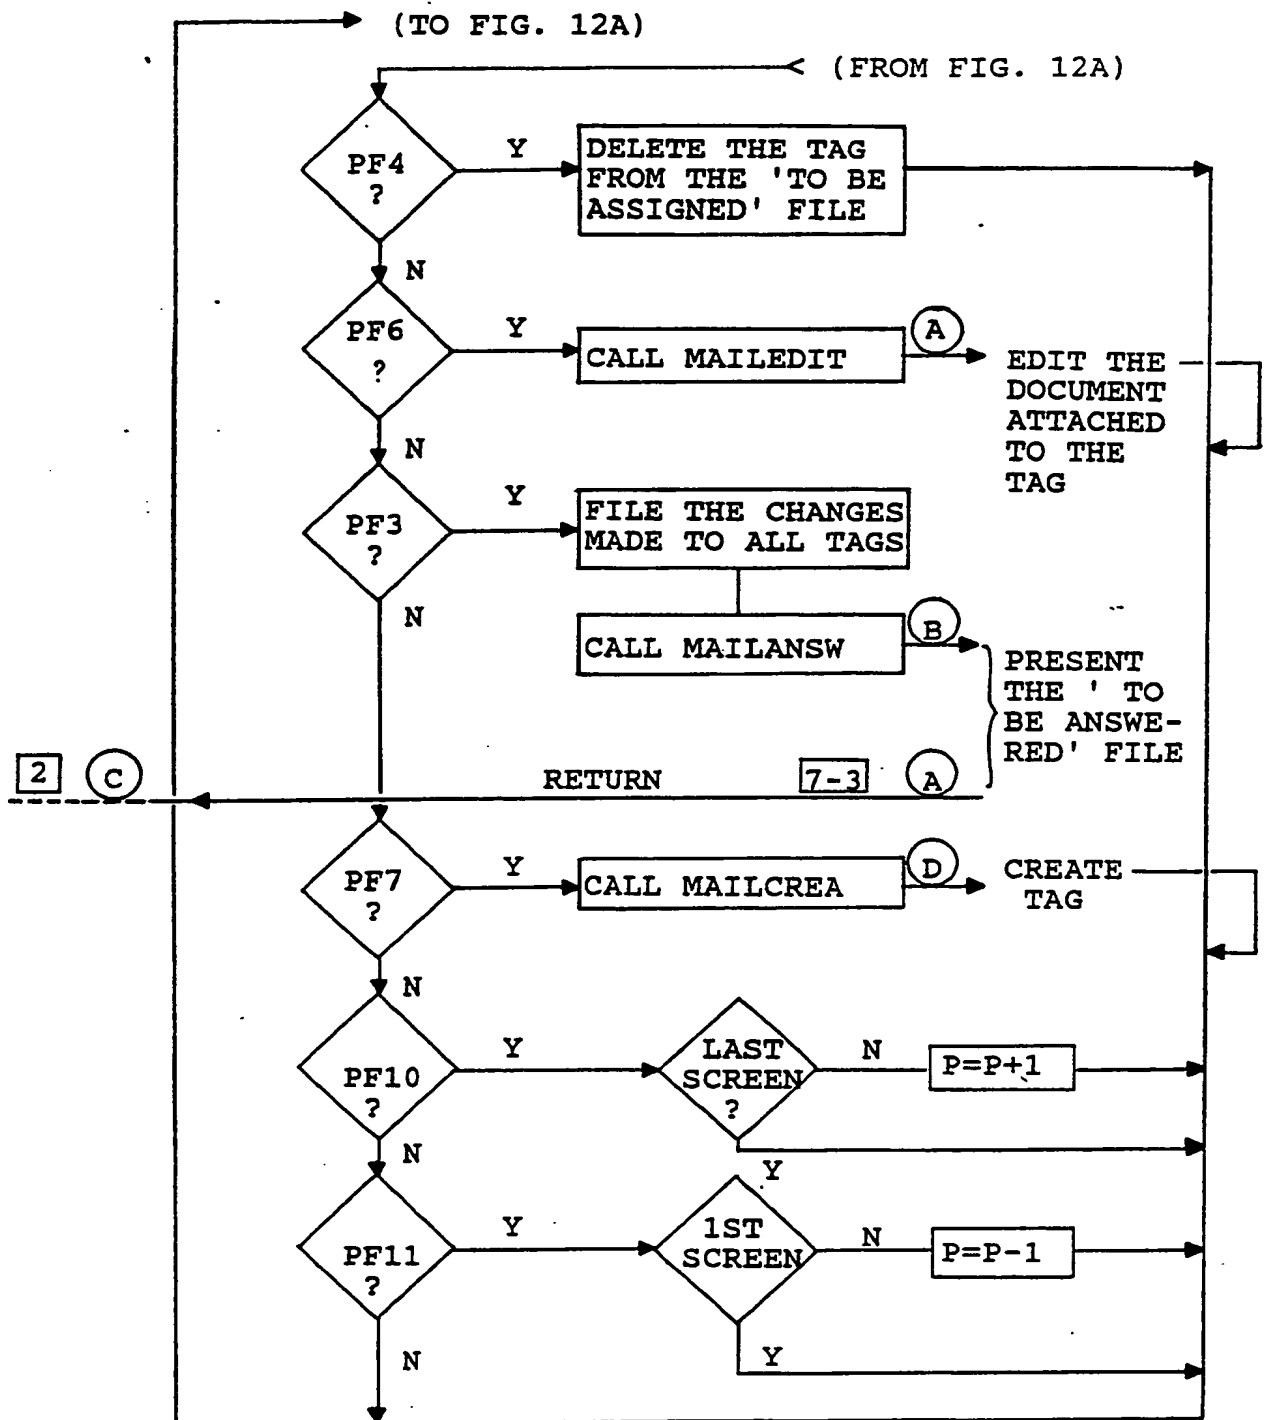 (TO FIG. 12A)
(FROM FIG. 12A)
PF4
?
Y
DELETE THE TAG
FROM THE 'TO BE
ASSIGNED' FILE
N
PF6
?
Y
CALL MAILEDIT
A
EDIT THE
DOCUMENT
ATTACHED
TO THE
TAG
N
PF3
?
Y
FILE THE CHANGES
MADE TO ALL TAGS
N
CALL MAILANSW
B
PRESENT
THE ' TO
BE ANSWE-
RED' FILE
2
C
RETURN
7-3
A
PF7
?
Y
CALL MAILCREA
D
CREATE
TAG
N
PF10
?
Y
LAST
SCREEN
?
N
P=P+1
Y
N
PF11
?
Y
1ST
SCREEN
N
P=P-1
Y
N